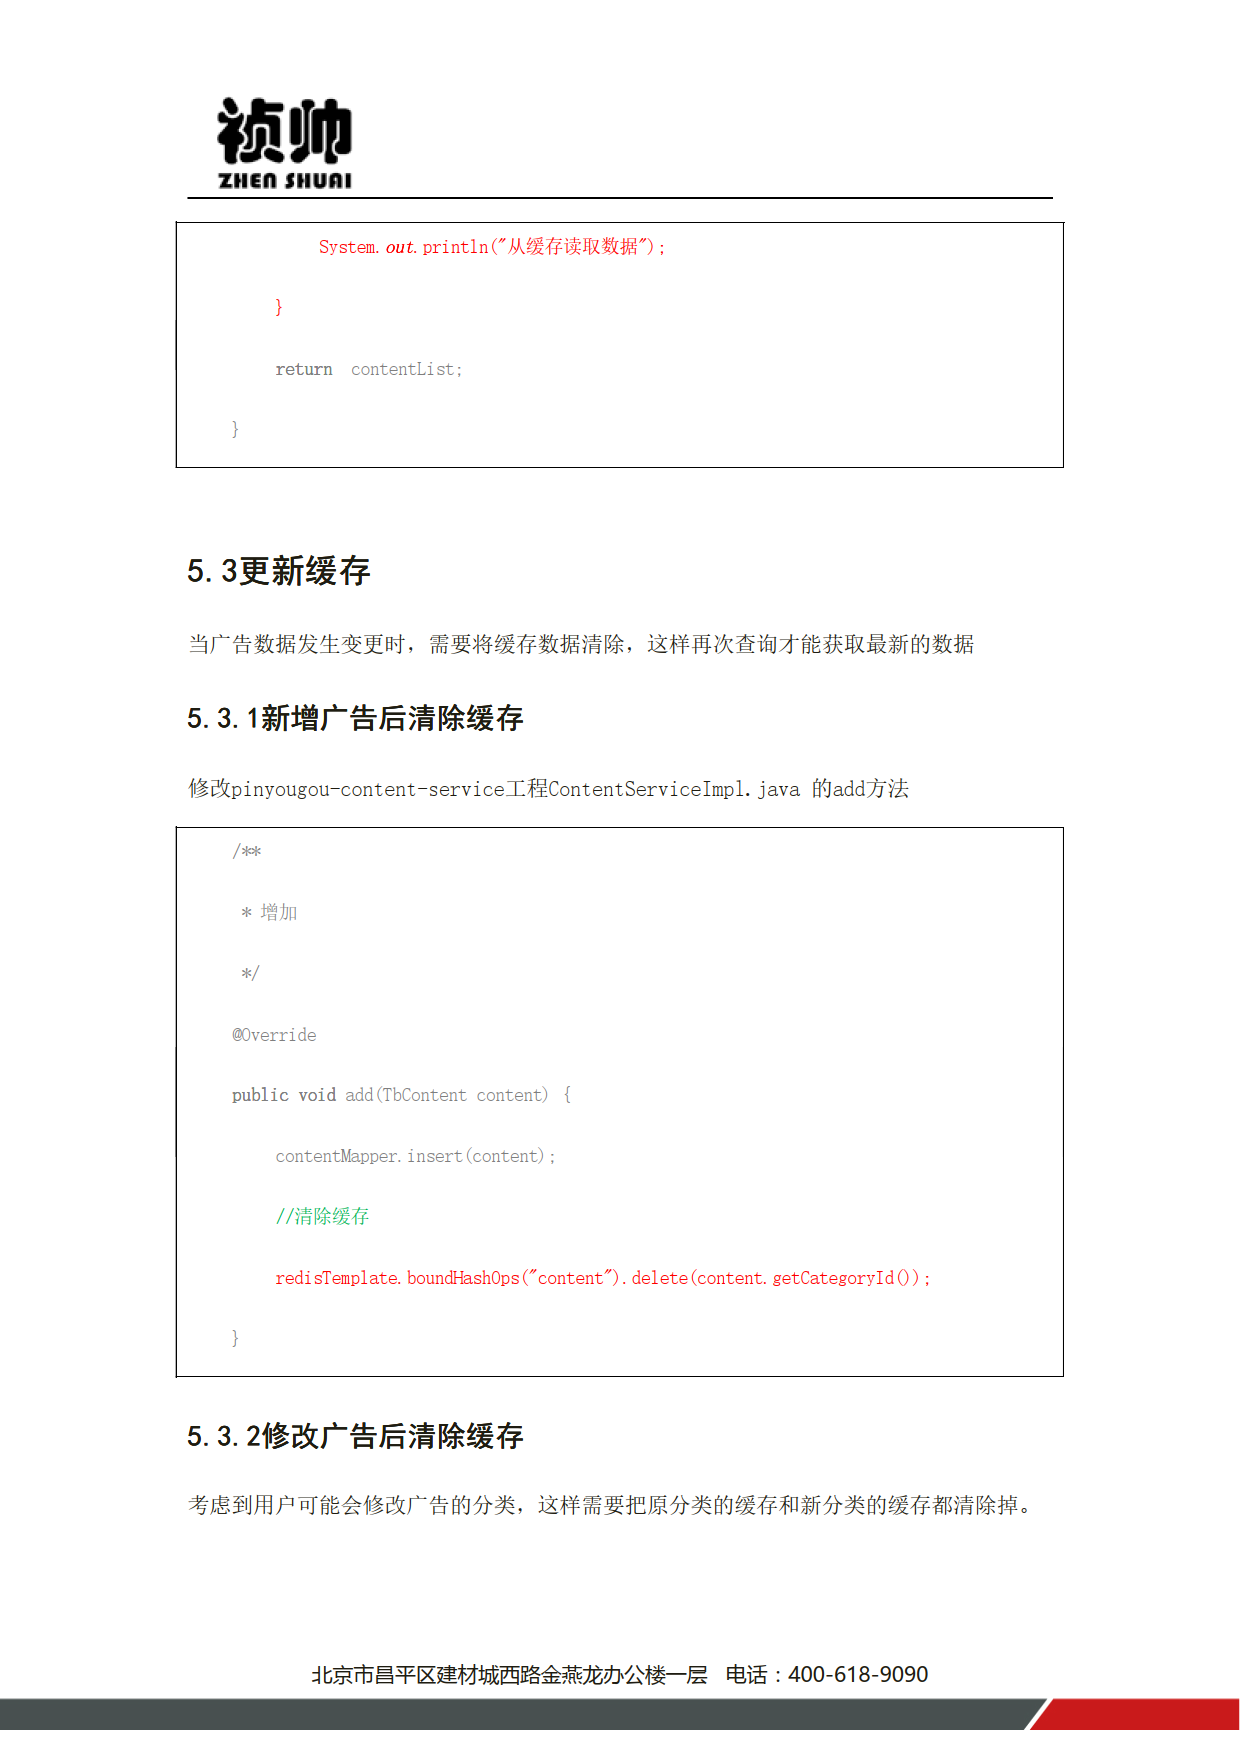 祯帅
ZHEN SHUAI
System.out.println("从缓存读取数据");
}
return  contentList;
}
5.3更新缓存
当广告数据发生变更时，需要将缓存数据清除，这样再次查询才能获取最新的数据
5.3.1新增广告后清除缓存
修改pinyougou-content-service工程ContentServiceImpl.java 的add方法
/**
* 增加
*/
@Override
public void add(TbContent content) {
contentMapper.insert(content);
//清除缓存
redisTemplate.boundHashOps("content").delete(content.getCategoryId());
}
5.3.2修改广告后清除缓存
考虑到用户可能会修改广告的分类，这样需要把原分类的缓存和新分类的缓存都清除掉。
北京市昌平区建材城西路金燕龙办公楼一层   电话：400-618-9090